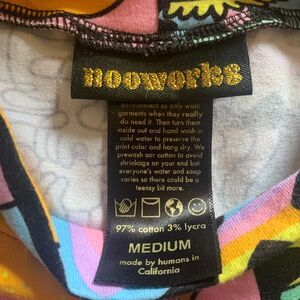 nooworks
environment so only wash
garments when they really
do need it. Then turn them
inside out and hand wash in
cold water to preserve the
print color and hang dry. We
prewash our cotton to avoid
shrinkage on your end but
everyone's water and soap
varies so there could be a
teensy bit more.
97% cotton 3% lycra
MEDIUM
made by humans in
California